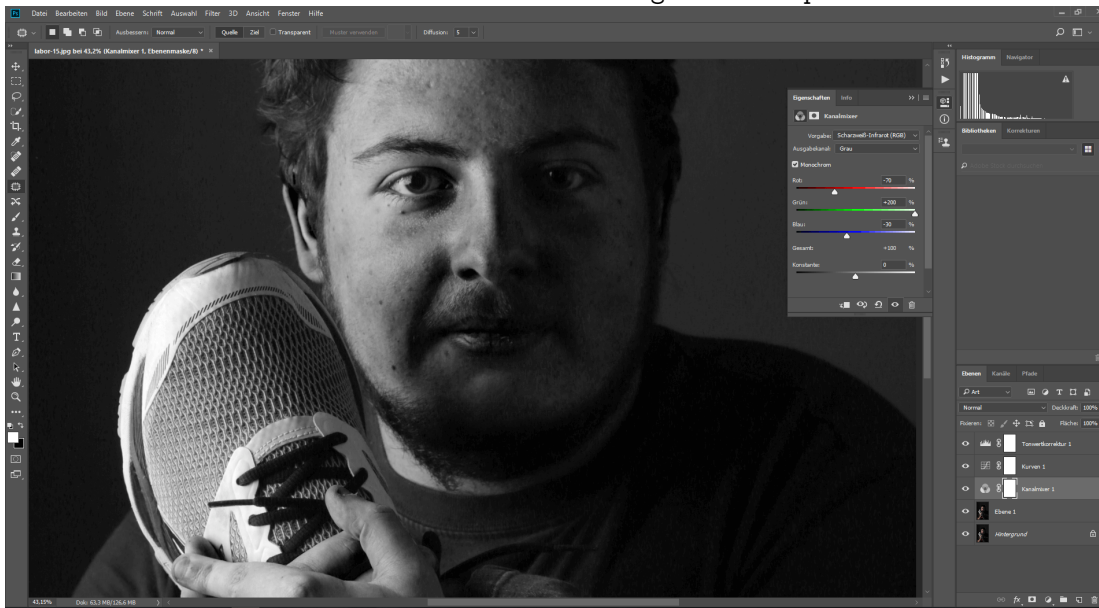 Ps Datei Bearbeiten Bild Ebene Schrift Auswahl Filter 3D Ansicht Fenster Hilfe
Ausbessern: Normal Quelle Ziel Transparent Muster verwenden Diffusion: 5
labor-15.jpg bei 43,2% (Kanalmixer 1, Ebenenmaske/8) * ×
Histogramm Navigator
Eigenschaften Info
Kanalmixer
Vorgabe: Scharzweiß-Infrarot (RGB)
Ausgabekanal: Grau
Monochrom
Rot: -70 %
Grün: +200 %
Blau: -30 %
Gesamt: +100 %
Konstante: 0 %
Bibliotheken Korrekturen
Ebenen Kanäle Pfade
Art
Normal Deckkraft: 100%
Fixieren: Fläche: 100%
Tonwertkorrektur 1
Kurven 1
Kanalmixer 1
Ebene 1
Hintergrund
43,15% Dok: 63,3 MB/126,6 MB